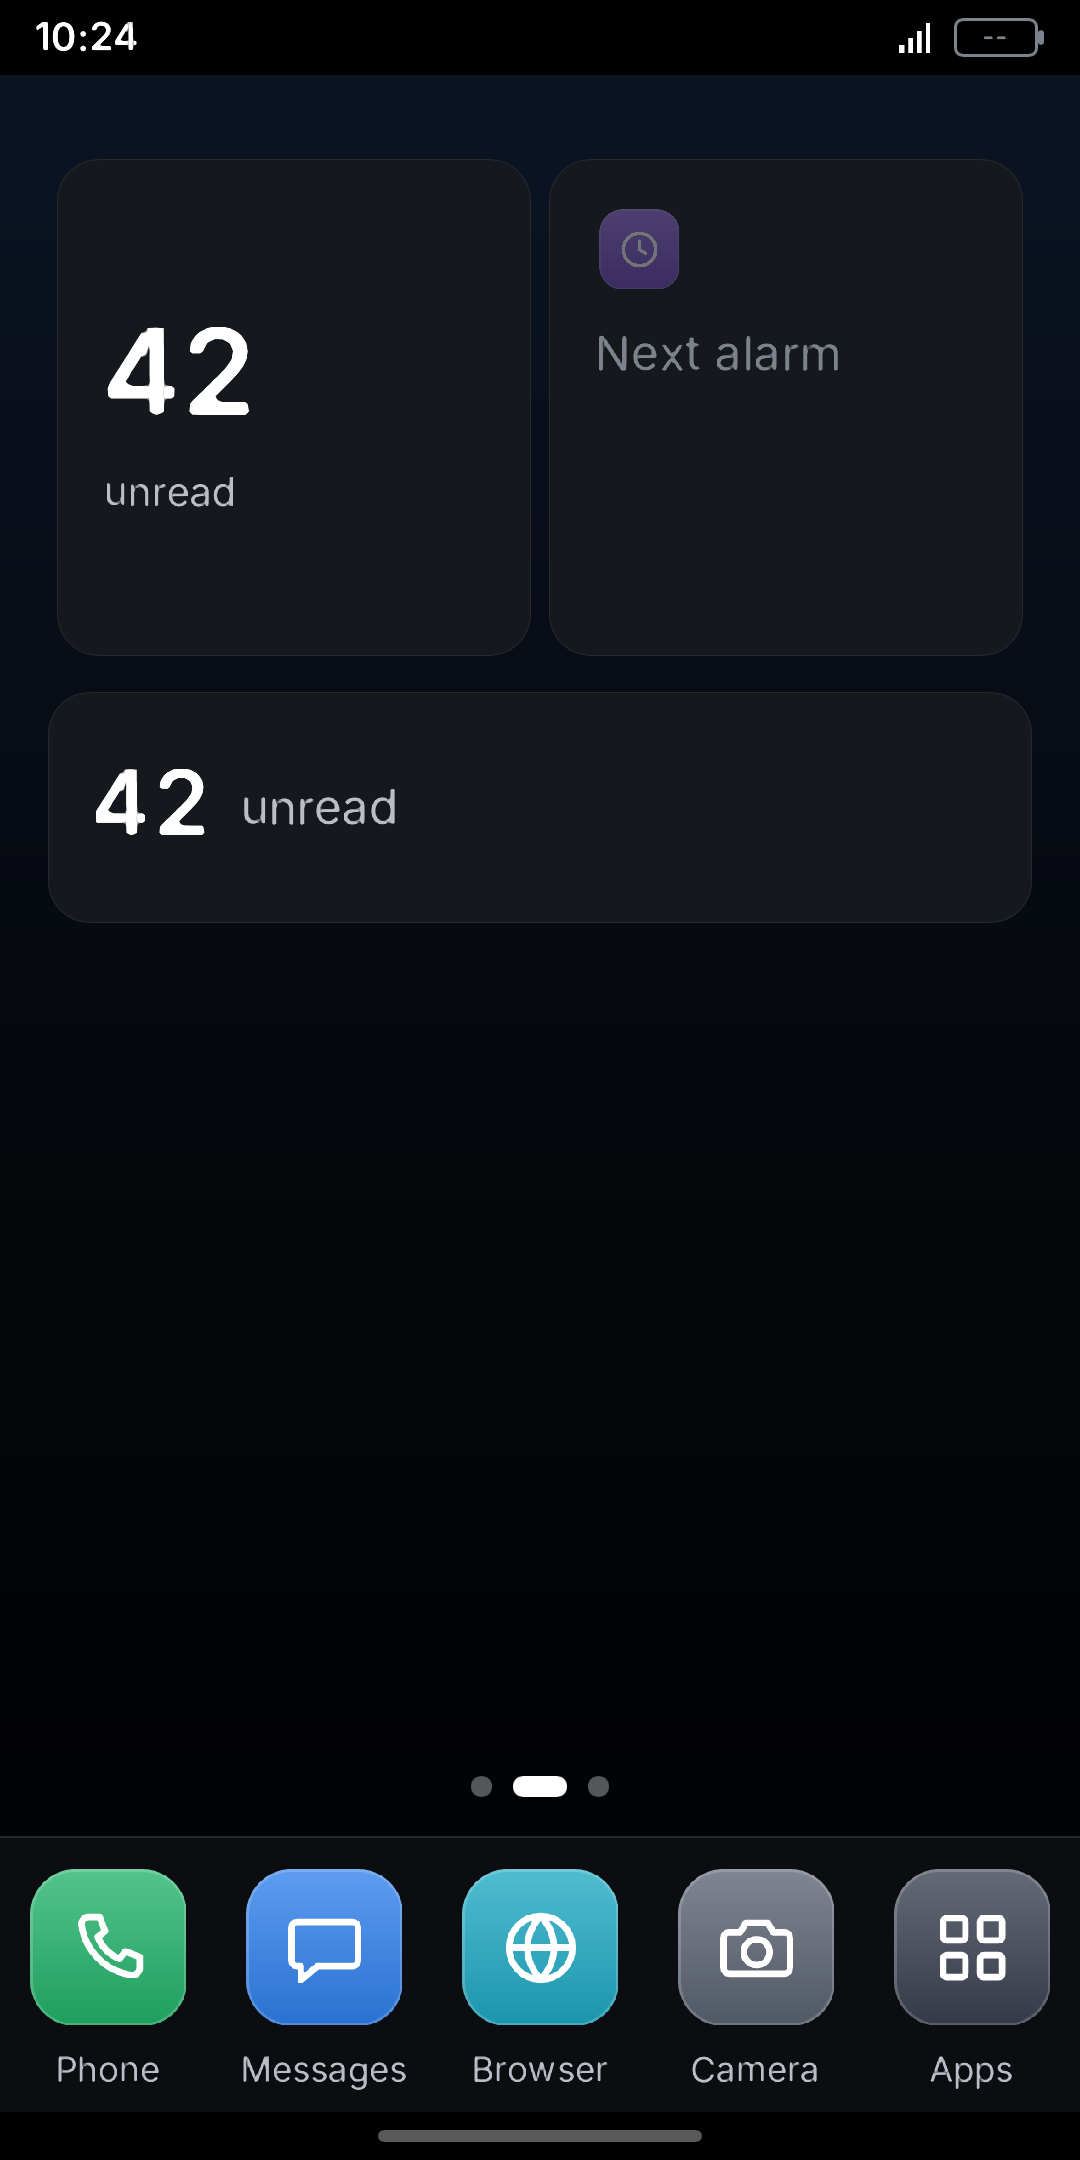 10:24
--
42
unread
Next alarm
42 unread
Phone
Messages
Browser
Camera
Apps